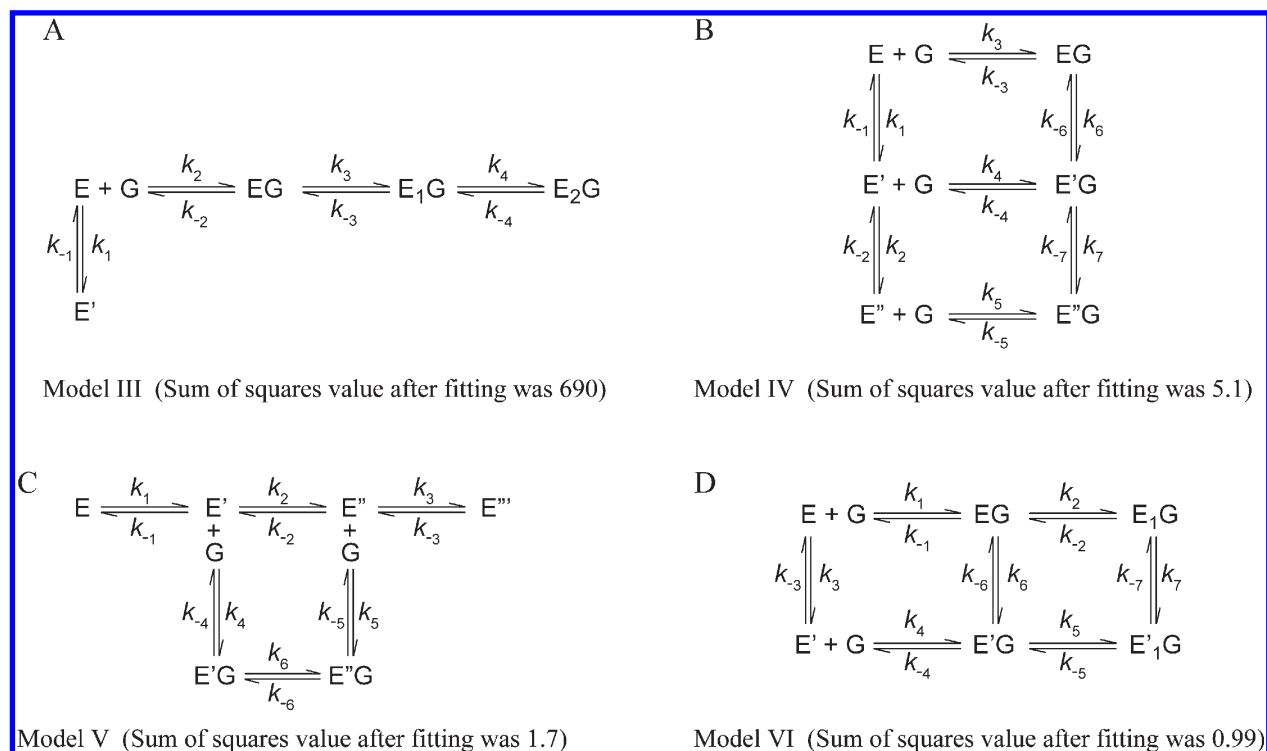 A
k2 k3 k4
E + G EG E1G E2G
k-2 k-3 k-4
k-1 k1
E'
Model III (Sum of squares value after fitting was 690)
B
k3
E + G EG
k-3
k-1 k1 k-6 k6
k4
E' + G E'G
k-4
k-2 k2 k-7 k7
k5
E" + G E"G
k-5
Model IV (Sum of squares value after fitting was 5.1)
C
k1 k2 k3
E E' E" E"'
k-1 k-2 k-3
+ +
G G
k-4 k4 k-5 k5
k6
E'G E"G
k-6
Model V (Sum of squares value after fitting was 1.7)
D
k1 k2
E + G EG E1G
k-1 k-2
k-3 k3 k-6 k6 k-7 k7
k4 k5
E' + G E'G E'1G
k-4 k-5
Model VI (Sum of squares value after fitting was 0.99)